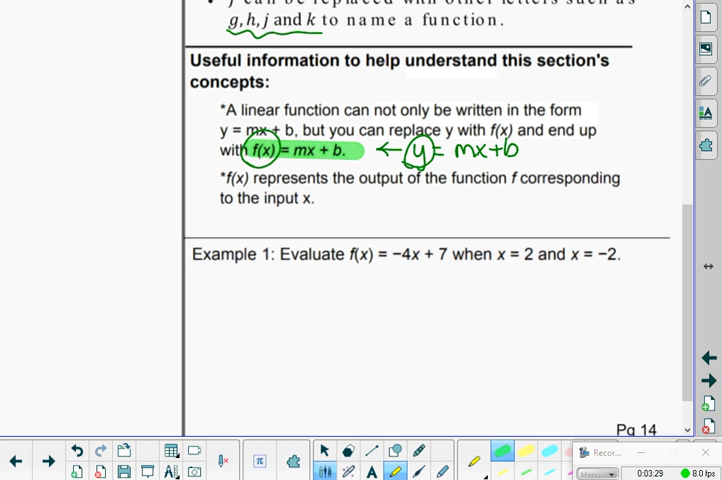 g, h, j and k to name a function.
Useful information to help understand this section's
concepts:
*A linear function can not only be written in the form
y = mx + b, but you can replace y with f(x) and end up
with f(x) = mx + b. ← y = mx+b
*f(x) represents the output of the function f corresponding
to the input x.
Example 1: Evaluate f(x) = −4x + 7 when x = 2 and x = −2.
Pg 14
Recor...
Menu
0:03:29
8.0 fps